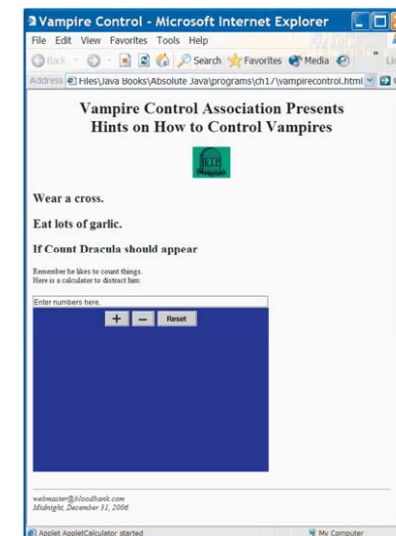 Vampire Control - Microsoft Internet Explorer
File Edit View Favorites Tools Help
Back Search Favorites Media
Address Files\Java Books\Absolute Java\programs\ch17\vampirecontrol.html
Vampire Control Association Presents
Hints on How to Control Vampires
RIP
Wear a cross.
Eat lots of garlic.
If Count Dracula should appear
Remember he likes to count things.
Here is a calculator to distract him:
Enter numbers here.
+ – Reset
webmaster@bloodbank.com
Midnight, December 31, 2006
Applet AppletCalculator started My Computer